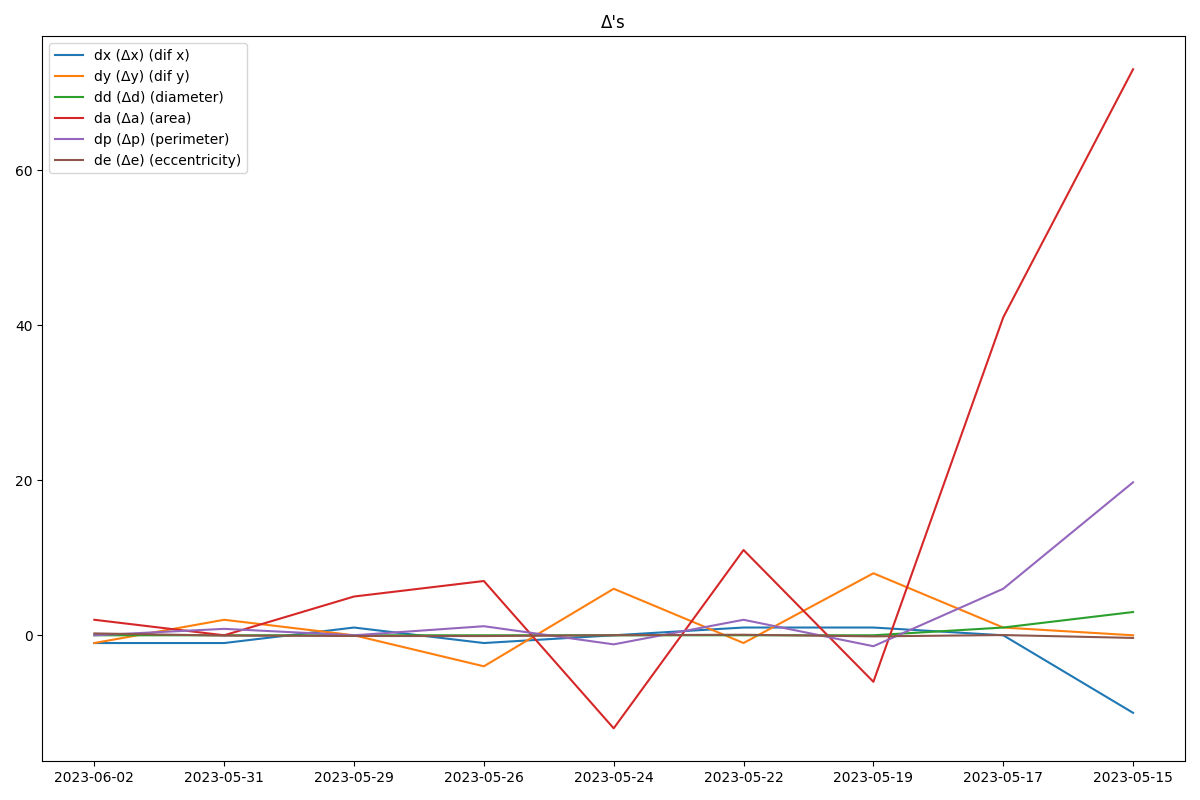 Δ's
dx (Δx) (dif x)
dy (Δy) (dif y)
dd (Δd) (diameter)
da (Δa) (area)
dp (Δp) (perimeter)
de (Δe) (eccentricity)
60
40
20
0
2023-06-02 2023-05-31 2023-05-29 2023-05-26 2023-05-24 2023-05-22 2023-05-19 2023-05-17 2023-05-15